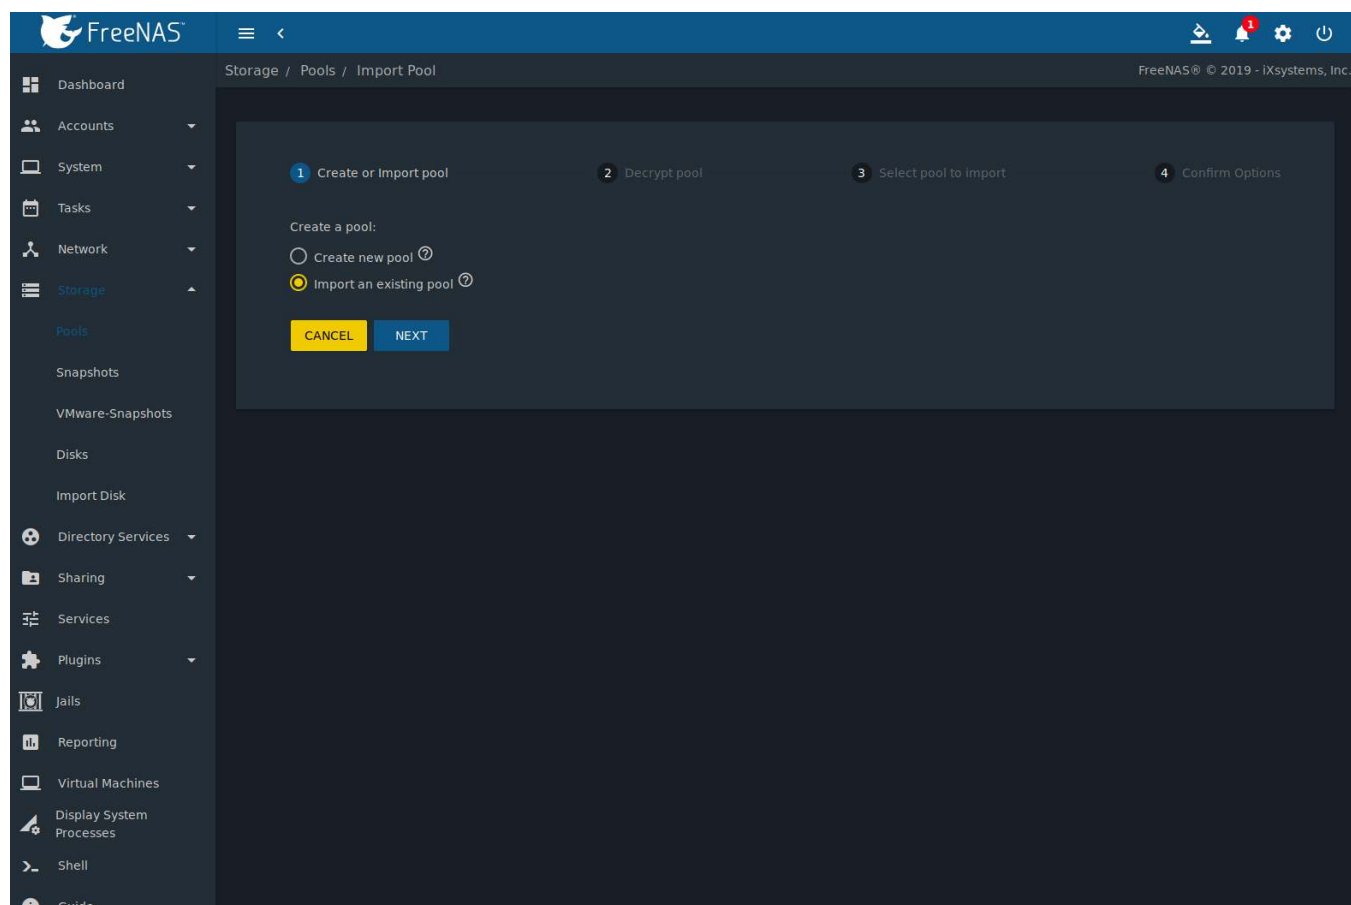 FreeNAS™
1
Storage / Pools / Import Pool
FreeNAS® © 2019 - iXsystems, Inc.
Dashboard
Accounts
System
Tasks
Network
Storage
Pools
Snapshots
VMware-Snapshots
Disks
Import Disk
Directory Services
Sharing
Services
Plugins
Jails
Reporting
Virtual Machines
Display System
Processes
Shell
Guide
1 Create or Import pool
2 Decrypt pool
3 Select pool to import
4 Confirm Options
Create a pool:
Create new pool ?
Import an existing pool ?
CANCEL
NEXT